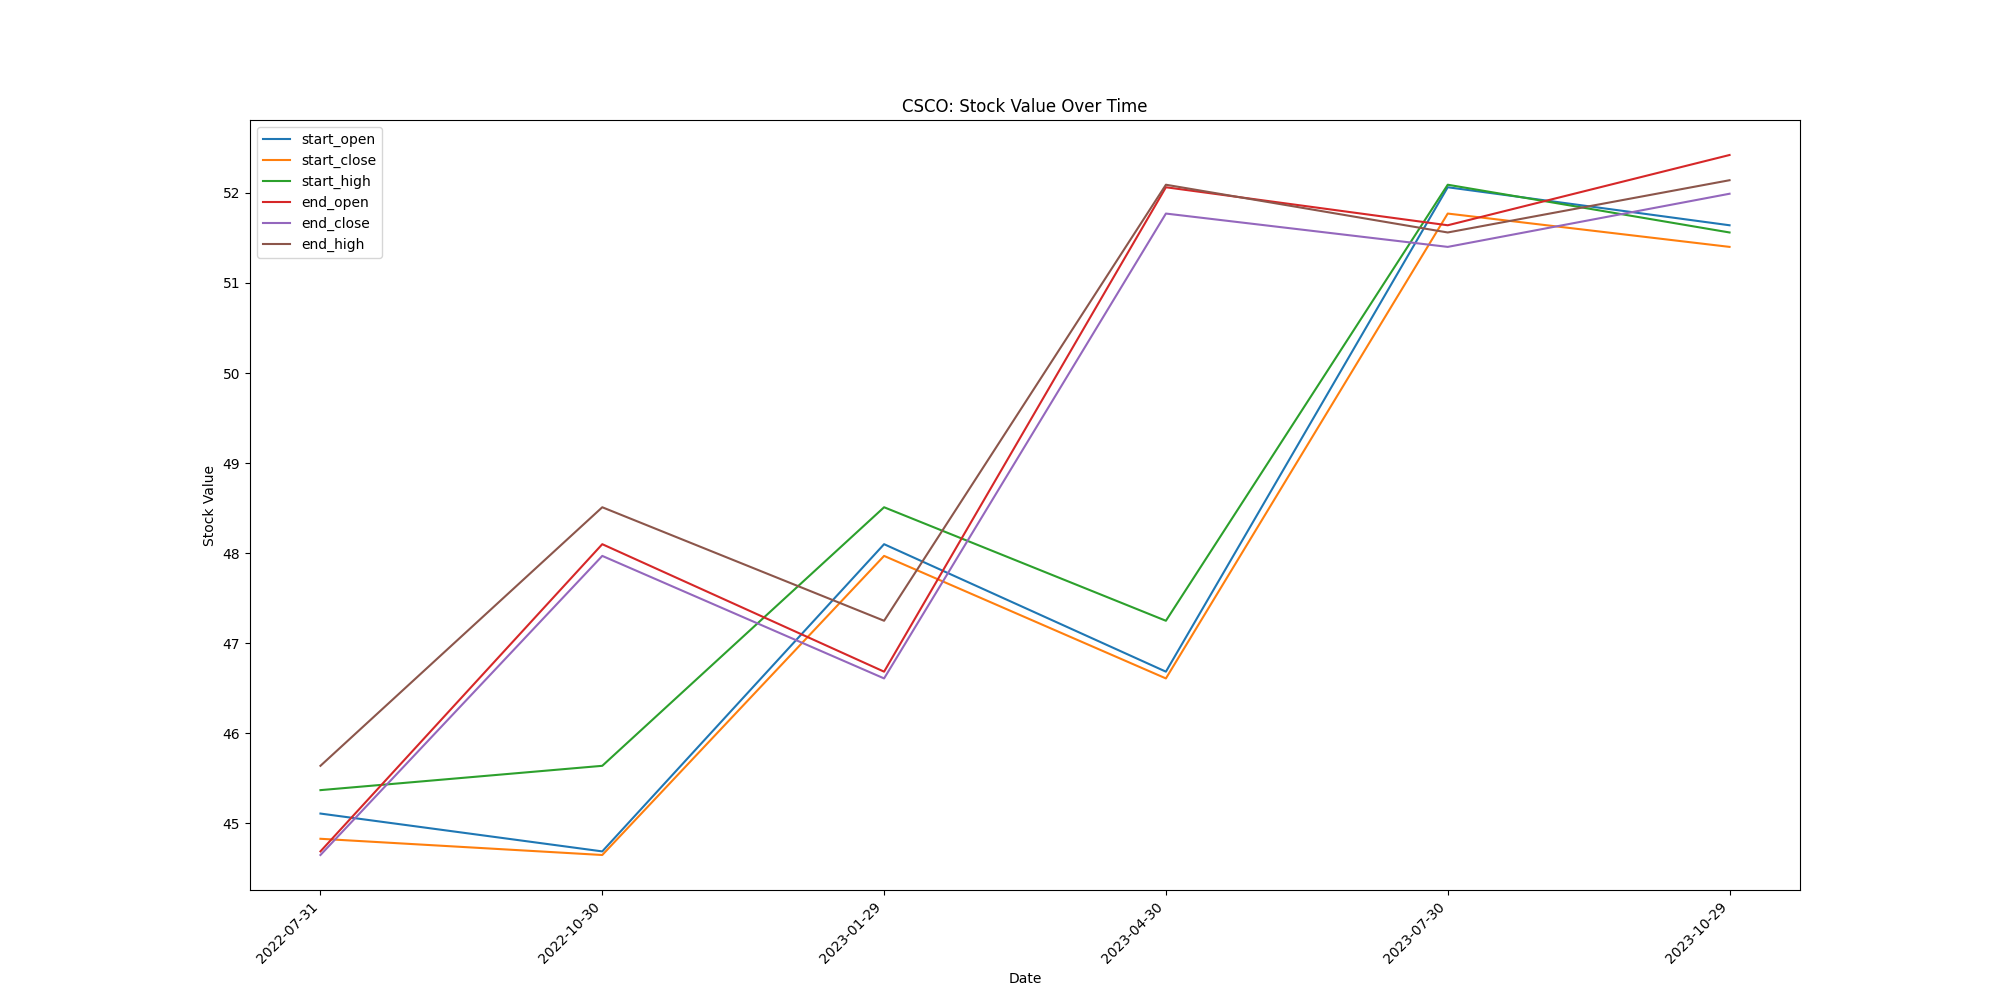 CSCO: Stock Value Over Time
start_open
start_close
start_high
end_open
end_close
end_high
52
51
50
49
48
47
46
45
Stock Value
2022-07-31
2022-10-30
2023-01-29
2023-04-30
2023-07-30
2023-10-29
Date